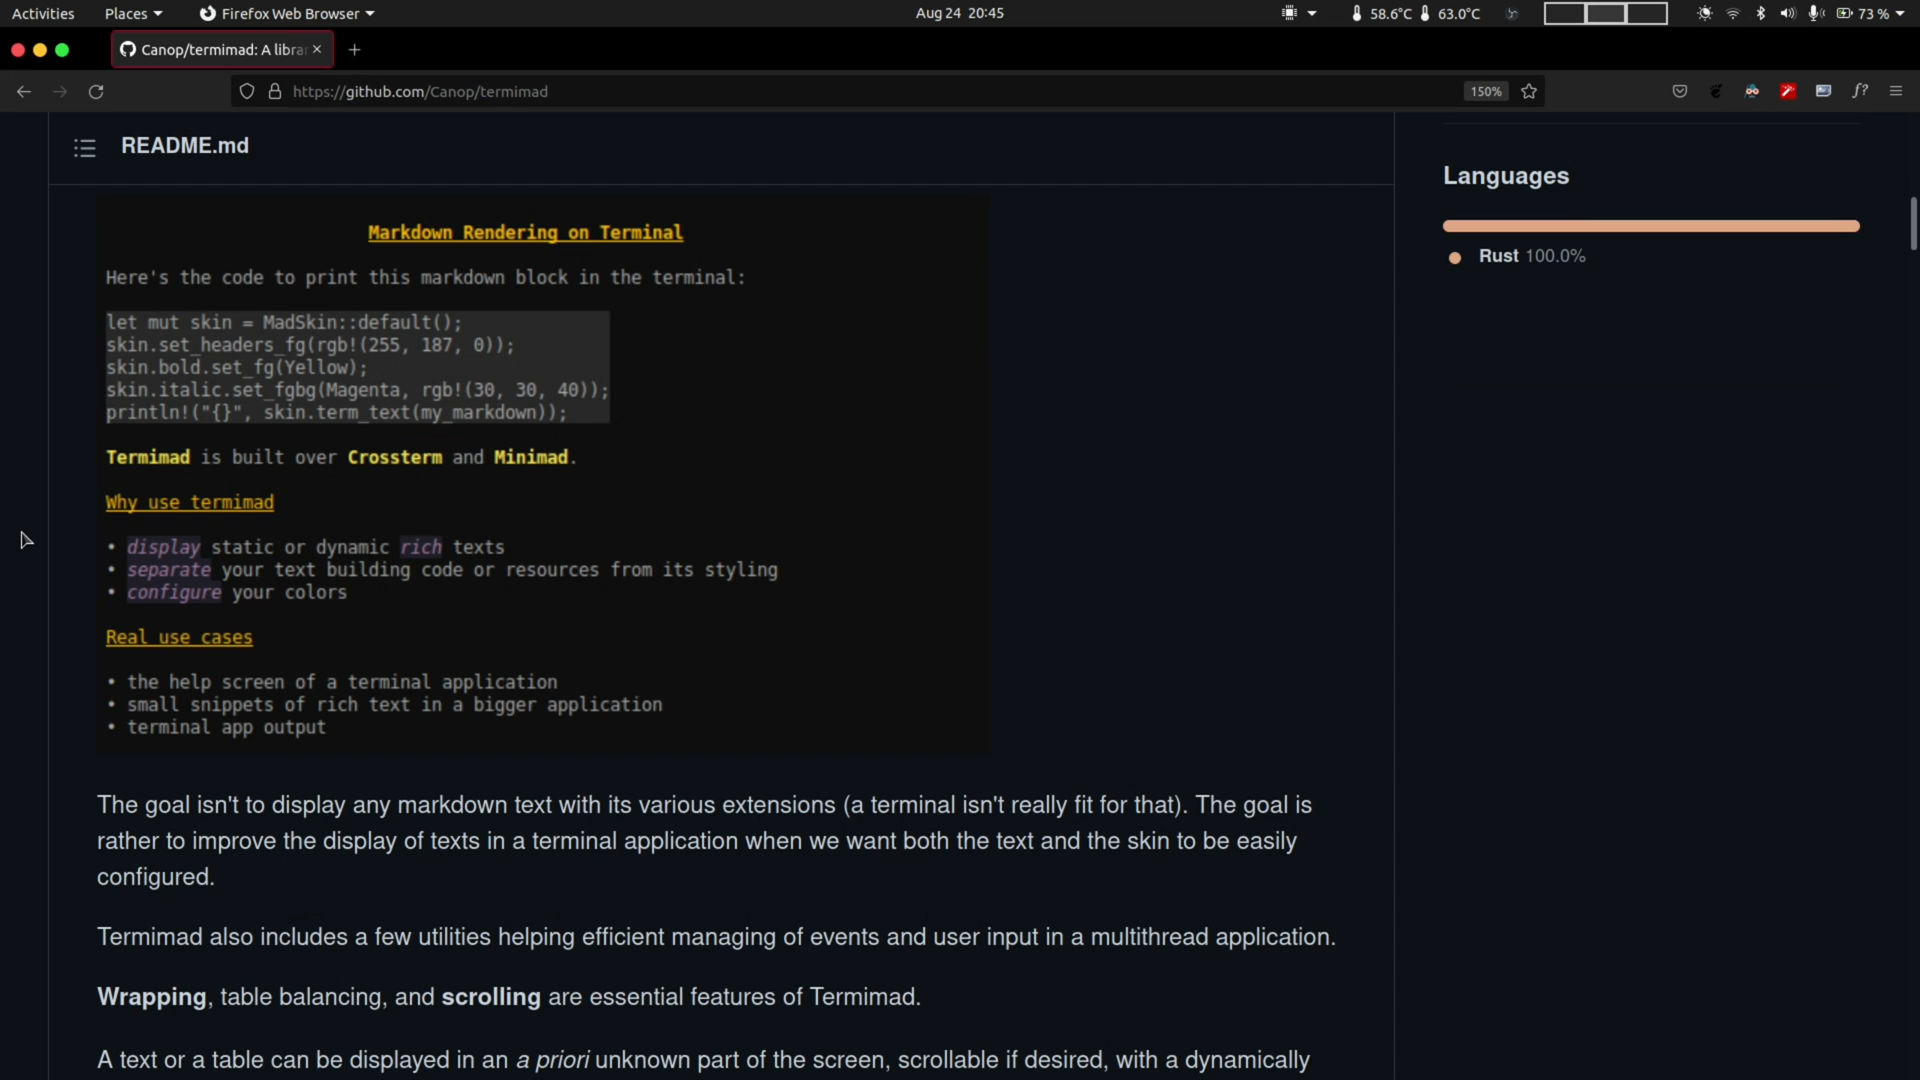 Activities Places Firefox Web Browser Aug 24 20:45 58.6°C 63.0°C 73 %
Canop/termimad: A libra
https://github.com/Canop/termimad 150%
README.md
Markdown Rendering on Terminal
Here's the code to print this markdown block in the terminal:
let mut skin = MadSkin::default();
skin.set_headers_fg(rgb!(255, 187, 0));
skin.bold.set_fg(Yellow);
skin.italic.set_fgbg(Magenta, rgb!(30, 30, 40));
println!("{}", skin.term_text(my_markdown));
Termimad is built over Crossterm and Minimad.
Why use termimad
• display static or dynamic rich texts
• separate your text building code or resources from its styling
• configure your colors
Real use cases
• the help screen of a terminal application
• small snippets of rich text in a bigger application
• terminal app output
The goal isn't to display any markdown text with its various extensions (a terminal isn't really fit for that). The goal is
rather to improve the display of texts in a terminal application when we want both the text and the skin to be easily
configured.
Termimad also includes a few utilities helping efficient managing of events and user input in a multithread application.
Wrapping, table balancing, and scrolling are essential features of Termimad.
A text or a table can be displayed in an a priori unknown part of the screen, scrollable if desired, with a dynamically
Languages
Rust 100.0%